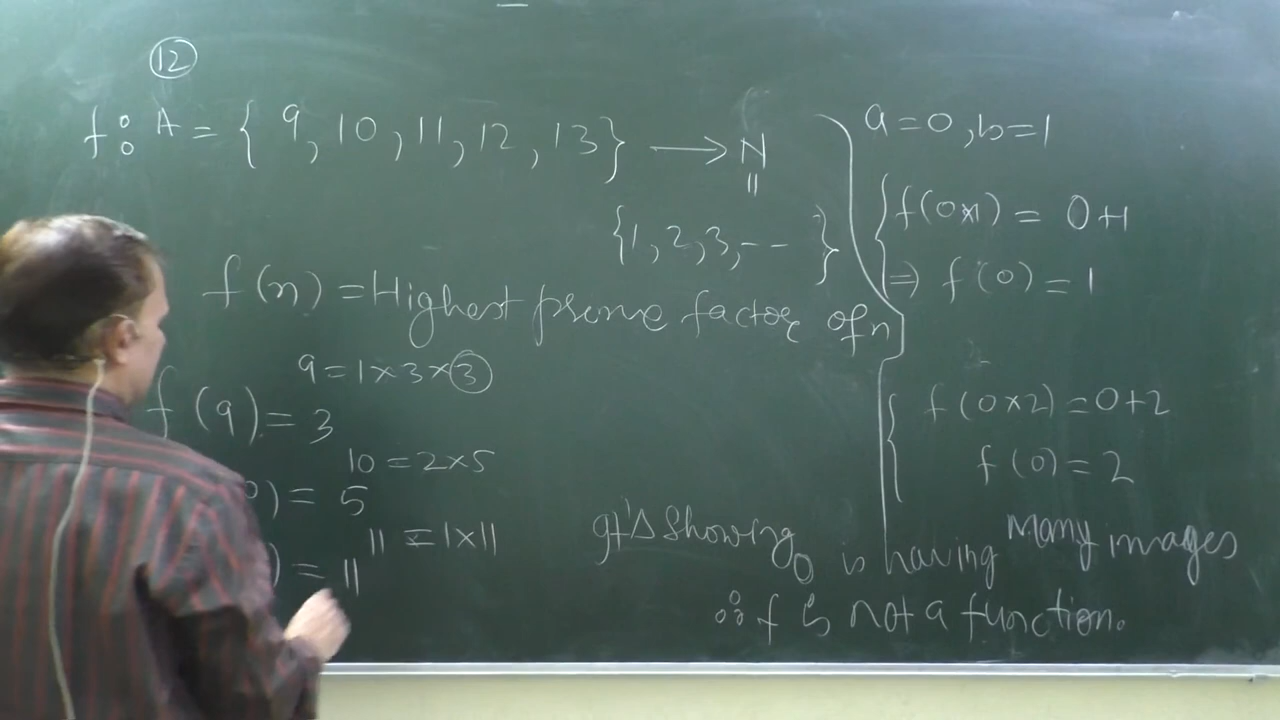 12
f : A = { 9, 10, 11, 12, 13 } → N
=
{1, 2, 3, -- }
f(n) = Highest prime factor of n
9 = 1 × 3 × 3
f(9) = 3
10 = 2 × 5
) = 5
11 = 1 × 11
) = 11
a = 0, b = 1
f(0×1) = 0+1
⇒ f(0) = 1
f(0×2) = 0+2
f(0) = 2
It's showing 0 is having Many images
∴ f is not a function.